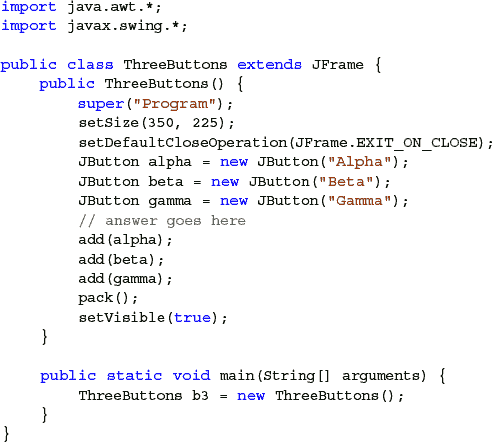 import java.awt.*;
import javax.swing.*;

public class ThreeButtons extends JFrame {
    public ThreeButtons() {
        super("Program");
        setSize(350, 225);
        setDefaultCloseOperation(JFrame.EXIT_ON_CLOSE);
        JButton alpha = new JButton("Alpha");
        JButton beta = new JButton("Beta");
        JButton gamma = new JButton("Gamma");
        // answer goes here
        add(alpha);
        add(beta);
        add(gamma);
        pack();
        setVisible(true);
    }

    public static void main(String[] arguments) {
        ThreeButtons b3 = new ThreeButtons();
    }
}